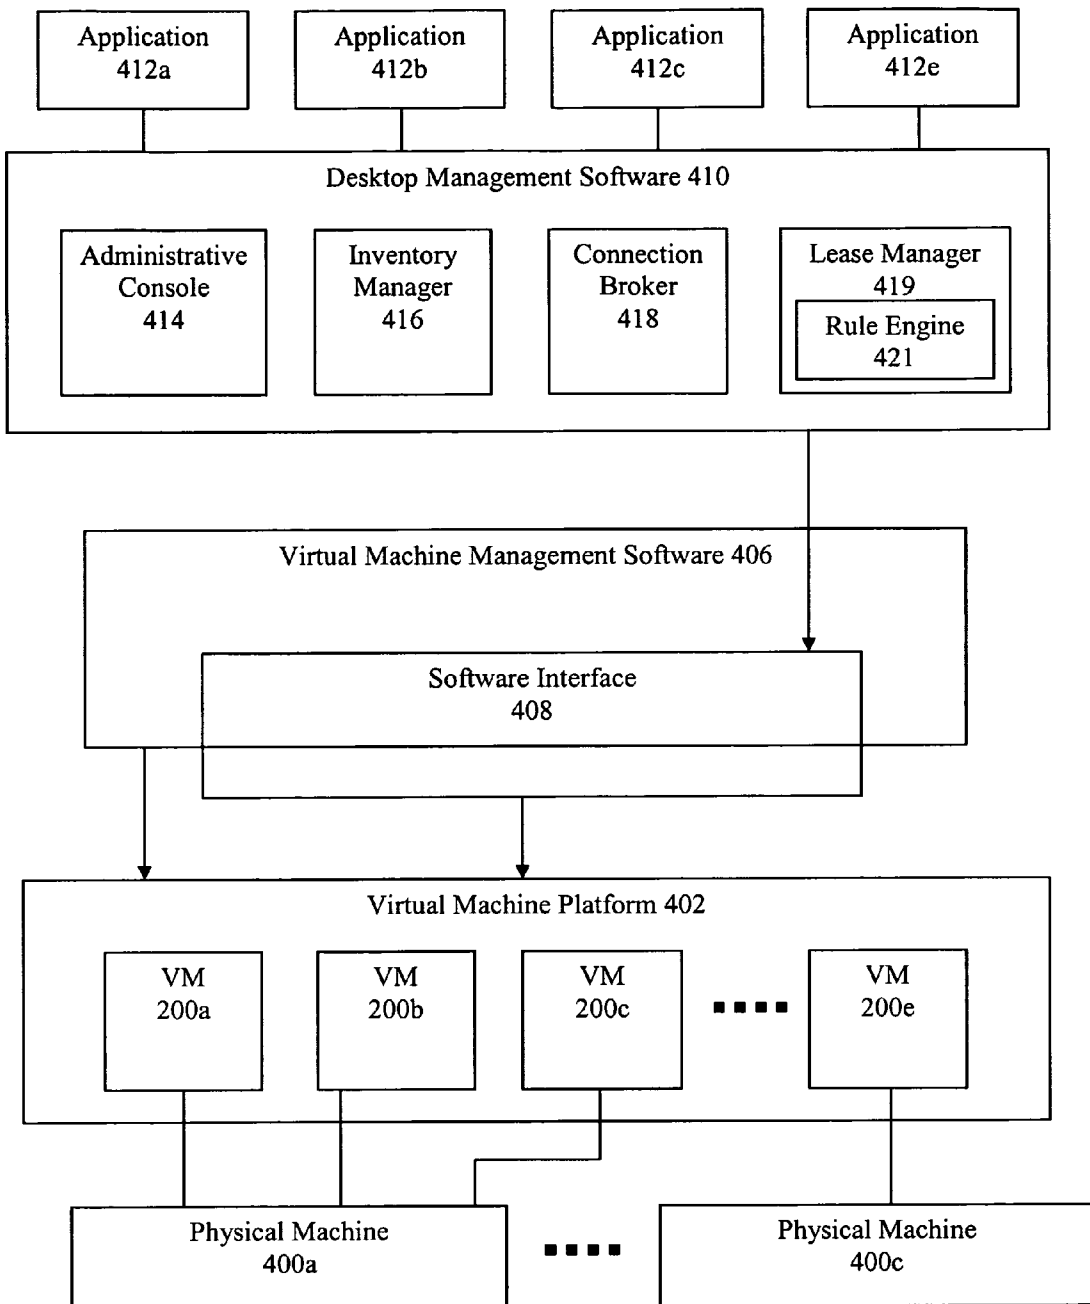 Application
412a
Application
412b
Application
412c
Application
412e
Desktop Management Software 410
Administrative
Console
414
Inventory
Manager
416
Connection
Broker
418
Lease Manager
419
Rule Engine
421
Virtual Machine Management Software 406
Software Interface
408
Virtual Machine Platform 402
VM
200a
VM
200b
VM
200c
VM
200e
Physical Machine
400a
Physical Machine
400c